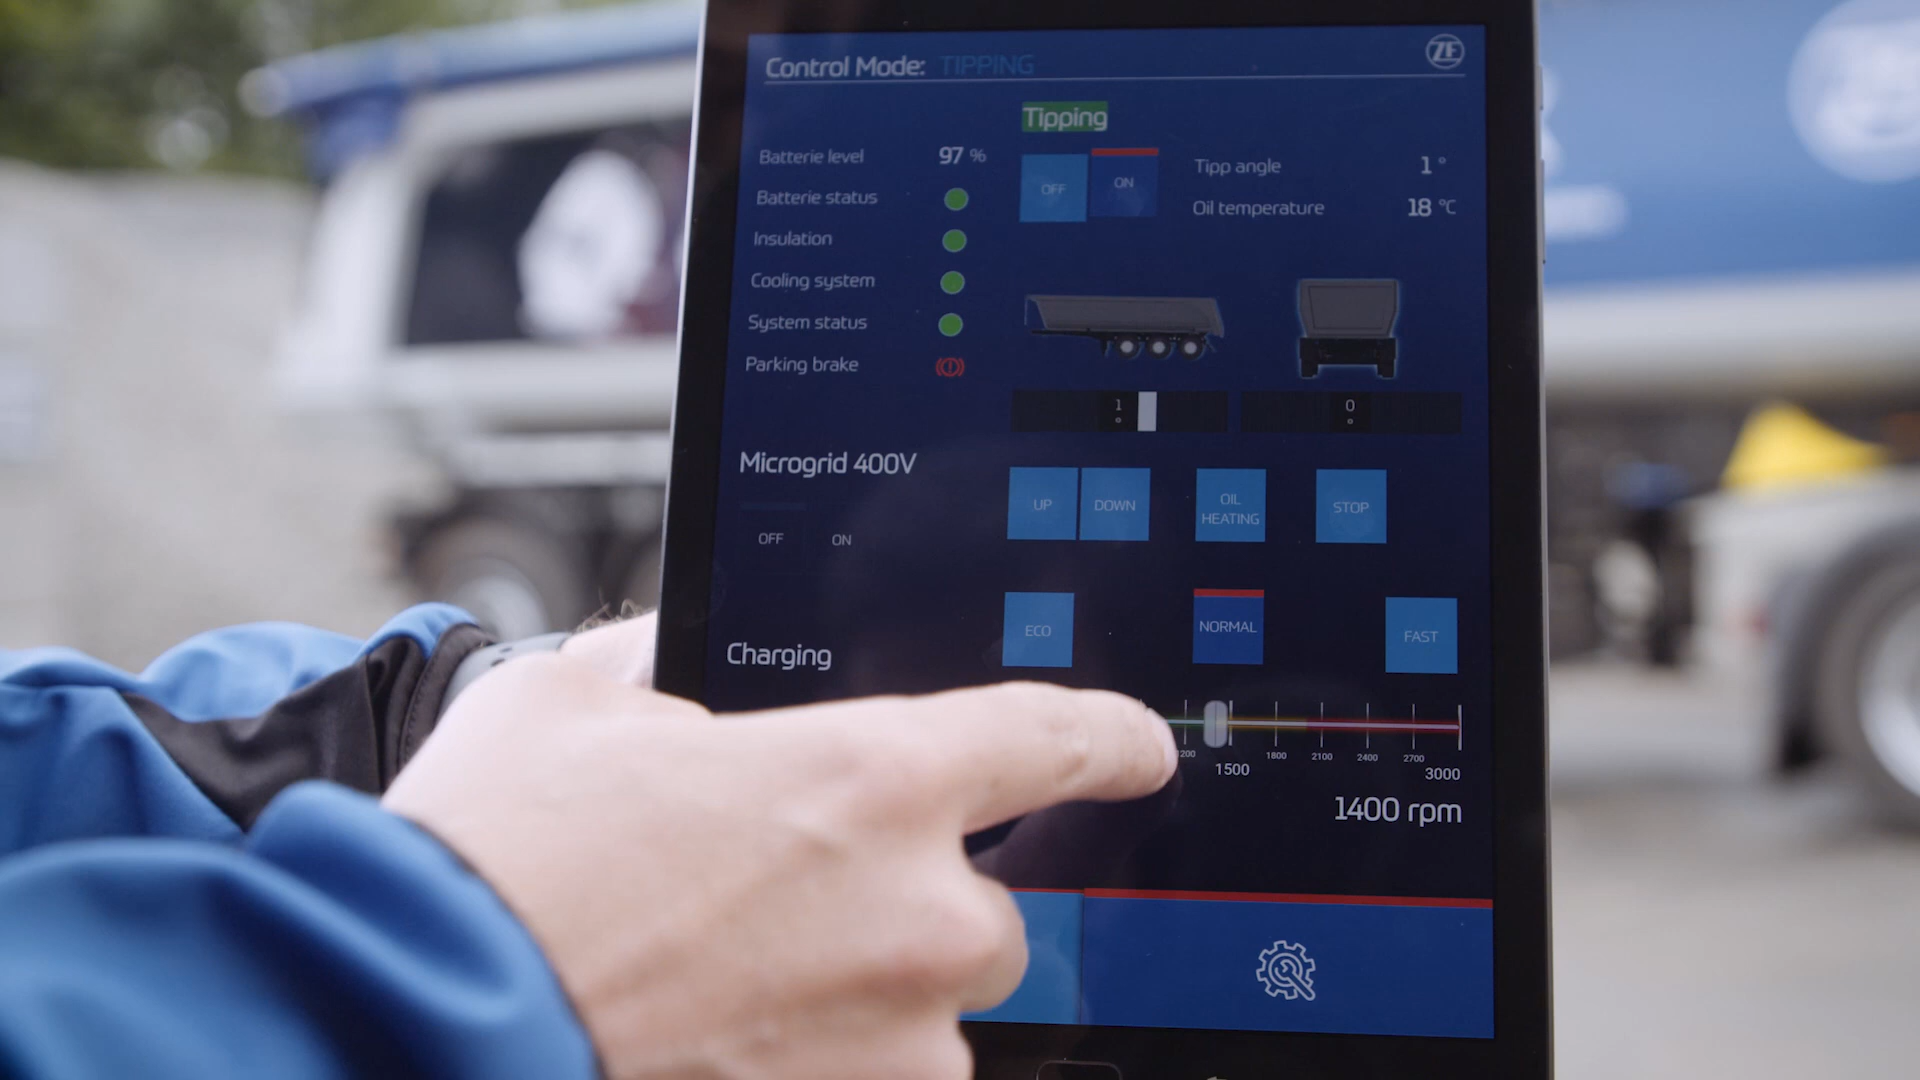 Control Mode: TIPPING
ZF
Tipping
Batterie level 97 %
Batterie status
Insulation
Cooling system
System status
Parking brake
OFF ON
Tipp angle 1 °
Oil temperature 18 °C
1 °
0 °
Microgrid 400V
OFF ON
UP DOWN OIL HEATING STOP
ECO NORMAL FAST
Charging
1800 2100 2400 2700
1500 3000
1400 rpm